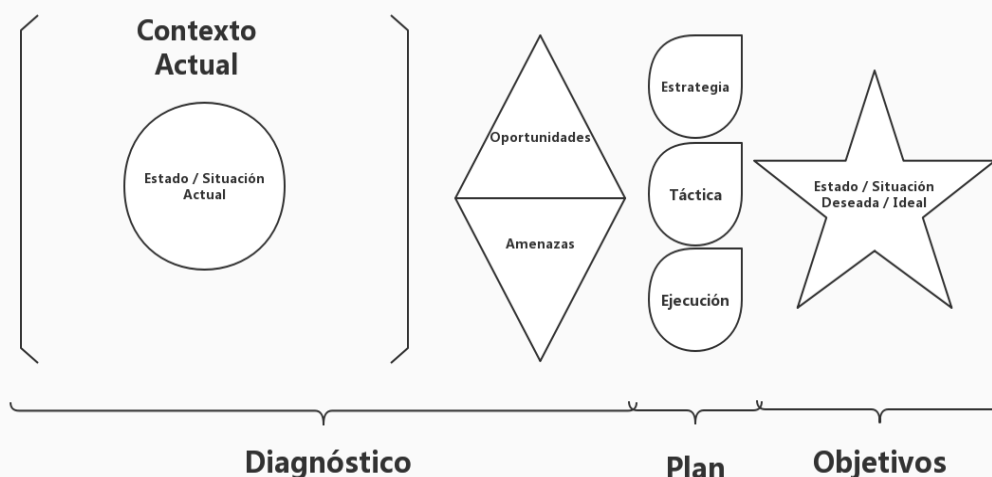 Contexto
Actual
Estado / Situación
Actual
Oportunidades
Amenazas
Estrategia
Táctica
Ejecución
Estado / Situación
Deseada / Ideal
Diagnóstico
Plan
Objetivos